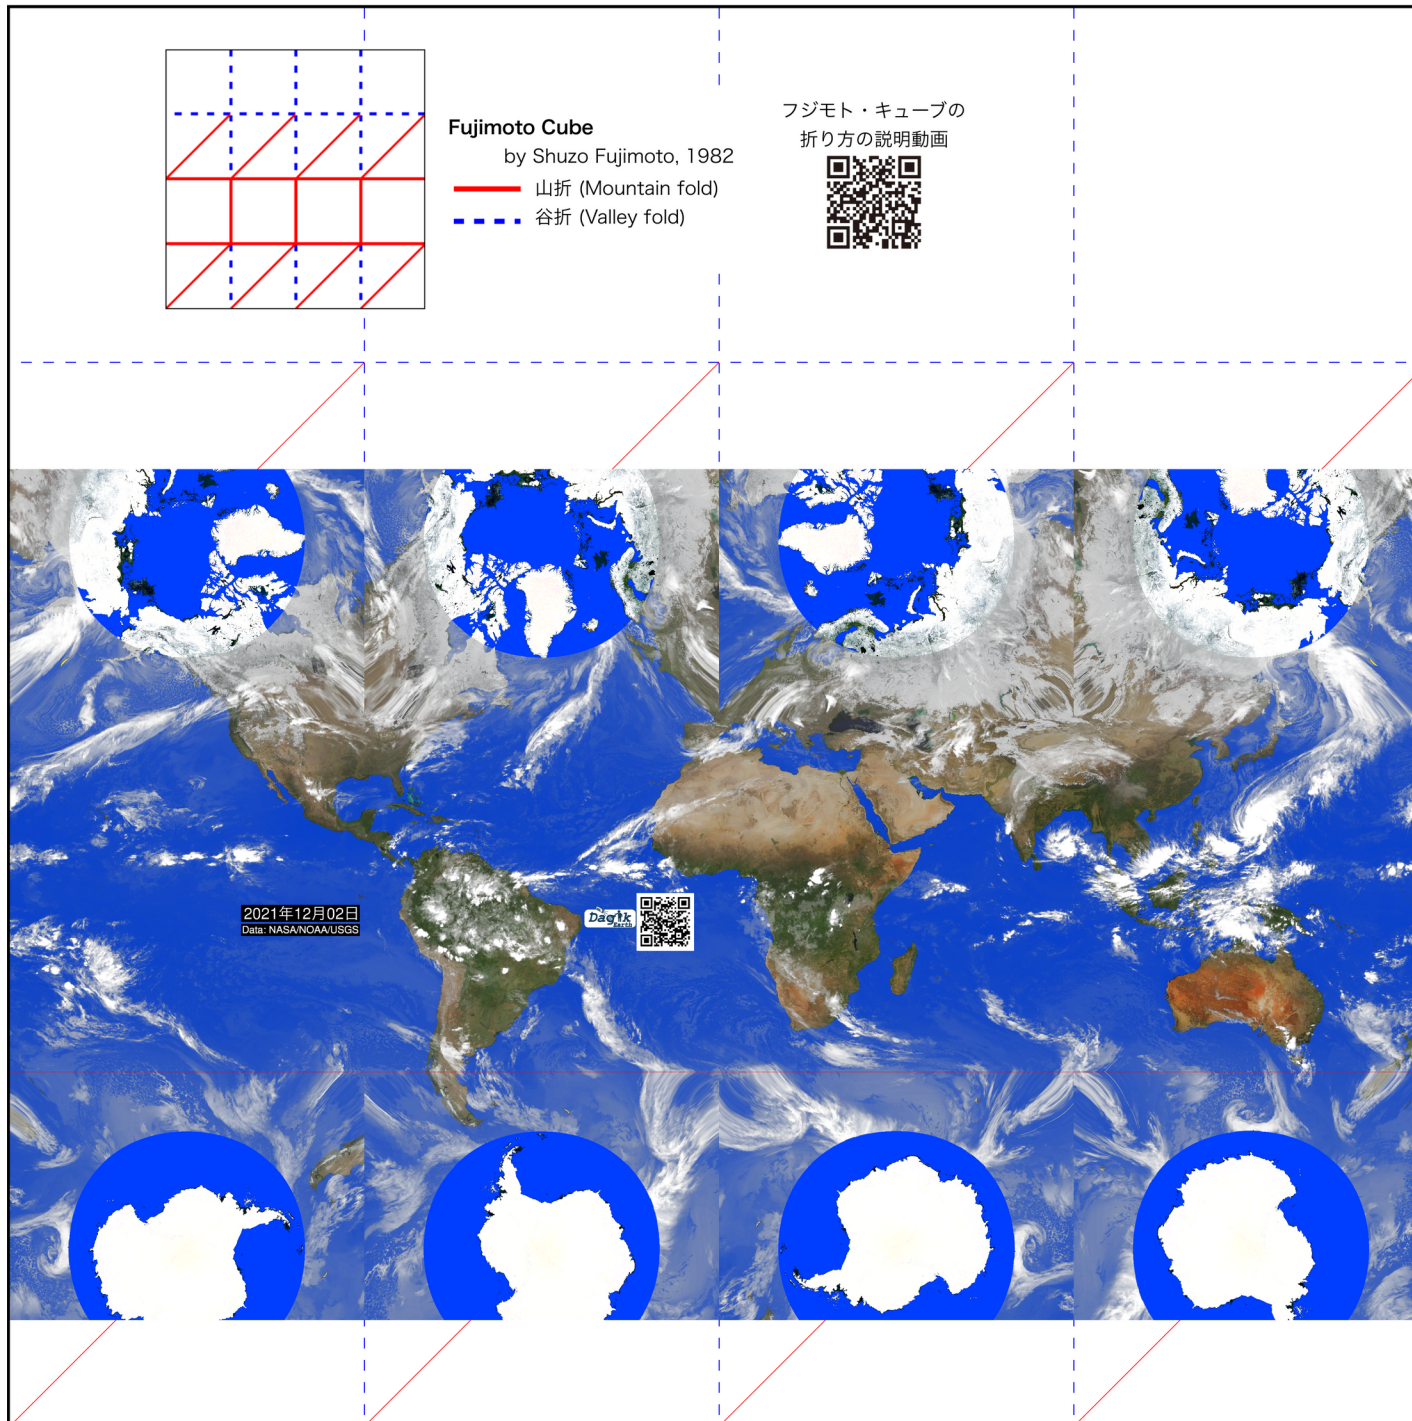 Fujimoto Cube
by Shuzo Fujimoto, 1982
山折 (Mountain fold)
谷折 (Valley fold)
フジモト・キューブの
折り方の説明動画
2021年12月02日
Data: NASA/NOAA/USGS
Dagik
Earth